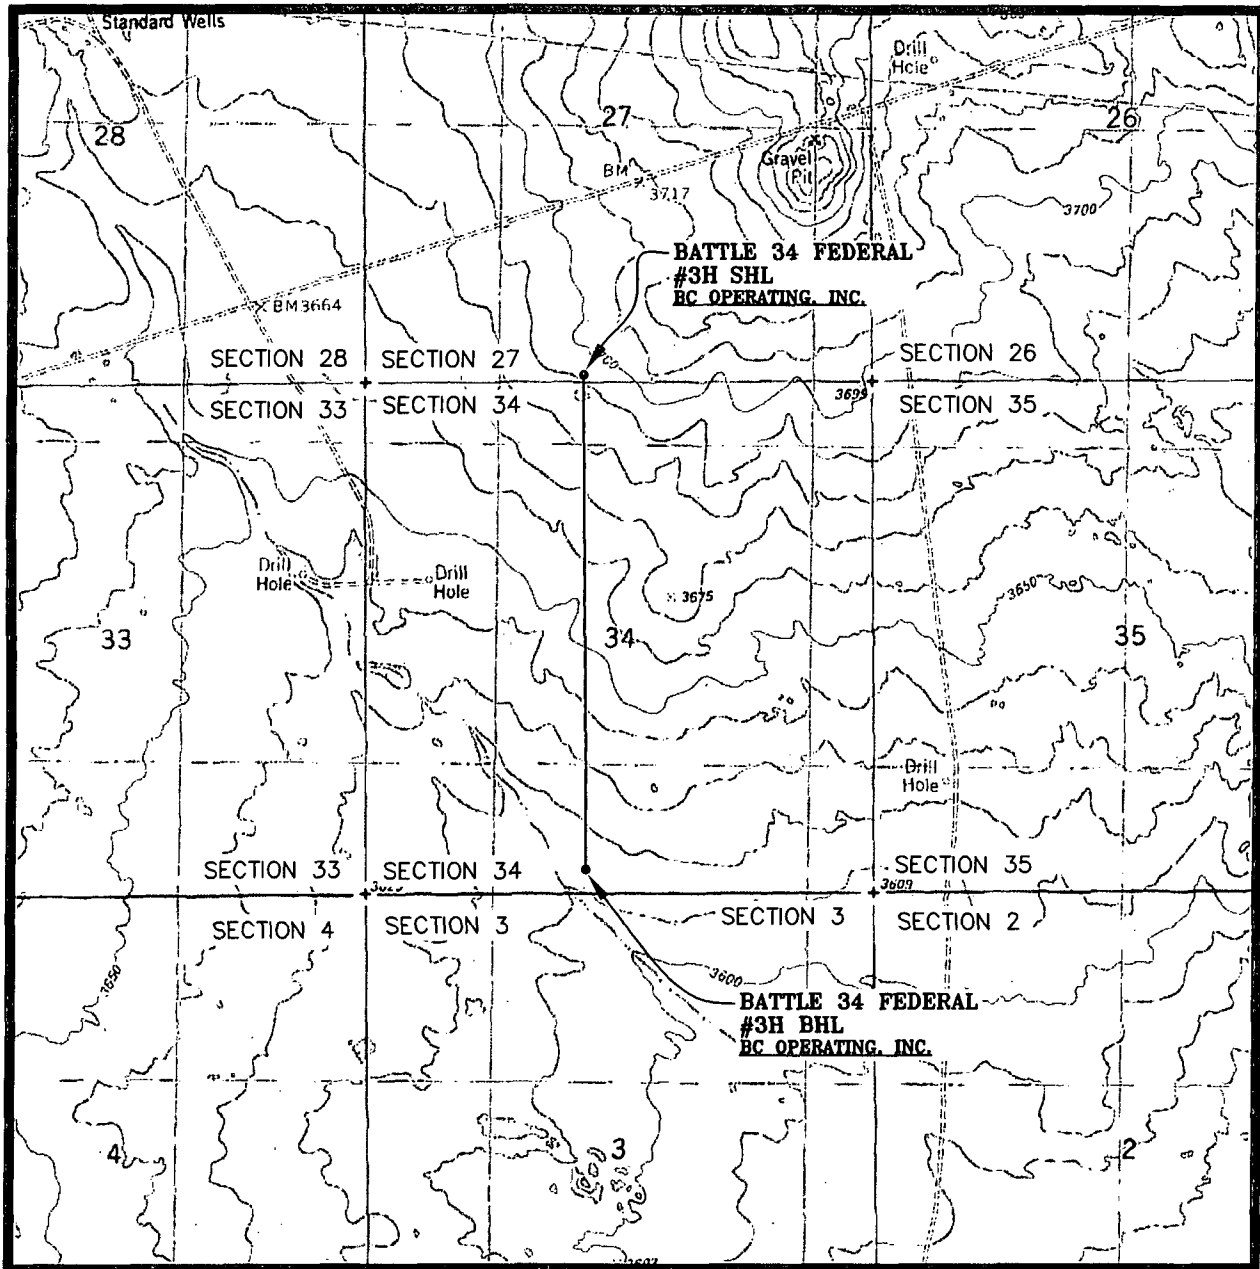 Standard Wells
Drill
Hole
28
27
26
Gravel
Pit
BM
3717
3700
BATTLE 34 FEDERAL
#3H SHL
BC OPERATING, INC.
BM3664
SECTION 28
SECTION 27
SECTION 26
3699
SECTION 33
SECTION 34
SECTION 35
Drill
Hole
Drill
Hole
3675
3650
33
34
35
Drill
Hole
SECTION 33
SECTION 34
SECTION 35
3609
SECTION 4
SECTION 3
SECTION 3
SECTION 2
3650
3600
BATTLE 34 FEDERAL
#3H BHL
BC OPERATING, INC.
4
3
2